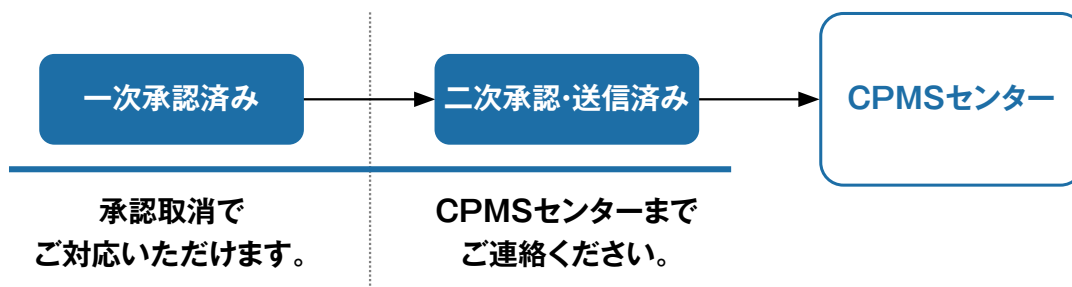 一次承認済み
二次承認・送信済み
CPMSセンター
承認取消で
ご対応いただけます。
CPMSセンターまで
ご連絡ください。